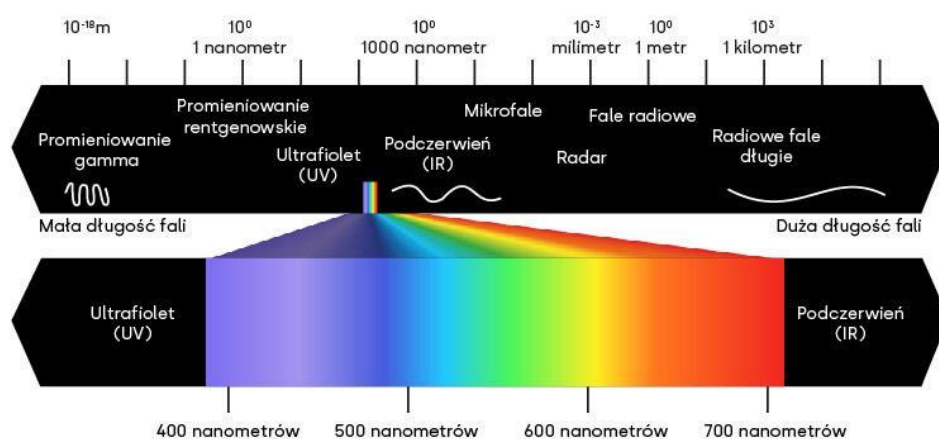 10⁻¹⁸m 10⁰ 10⁰ 10⁻³ 10⁰ 10³
1 nanometr 1000 nanometr milimetr 1 metr 1 kilometr
Promieniowanie
gamma
Promieniowanie
rentgenowskie
Ultrafiolet
(UV)
Podczerwień
(IR)
Mikrofale
Radar
Fale radiowe
Radiowe fale
długie
Mała długość fali
Duża długość fali
Ultrafiolet
(UV)
Podczerwień
(IR)
400 nanometrów 500 nanometrów 600 nanometrów 700 nanometrów